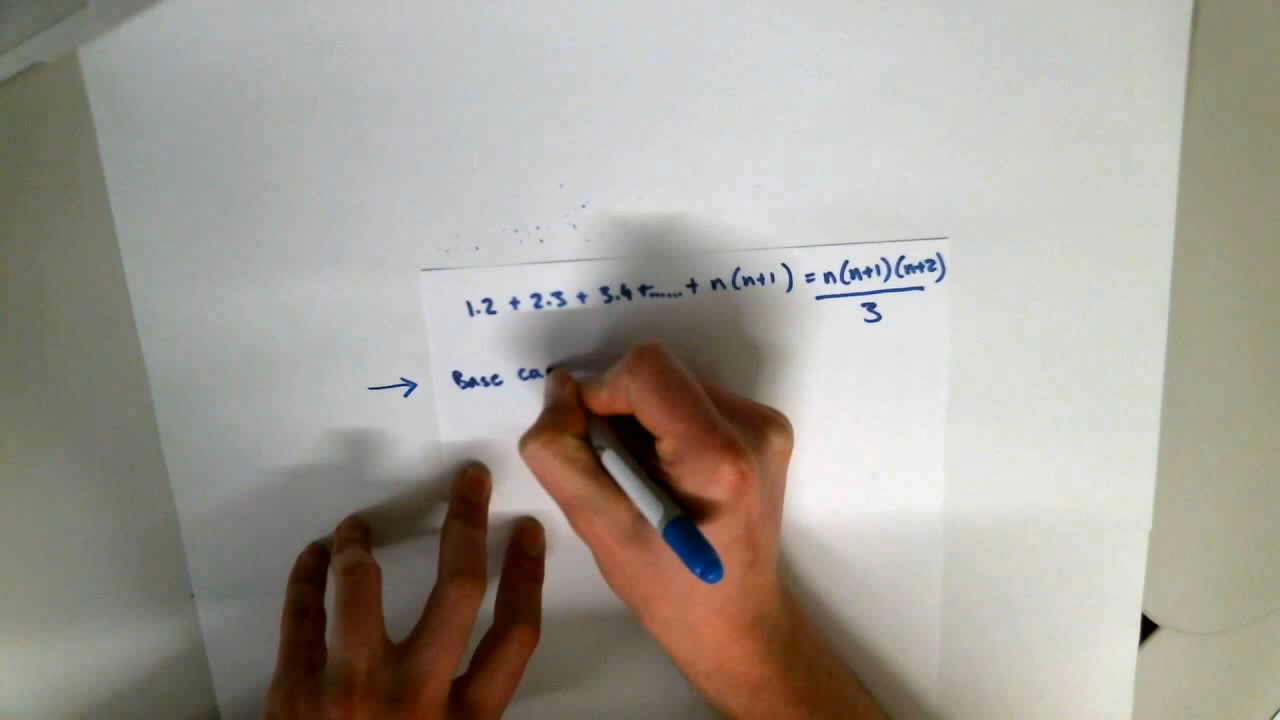 1.2 + 2.3 + 3.4 +......+ n(n+1) = n(n+1)(n+2)
3
→ Base ca